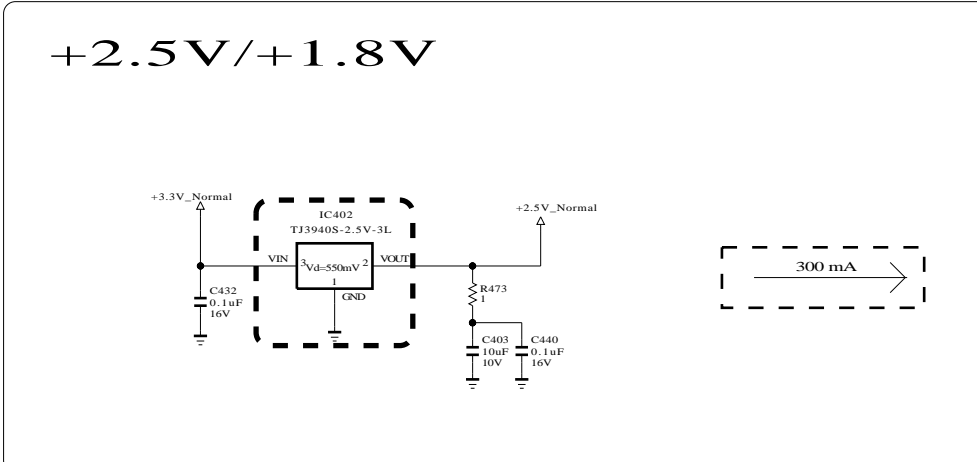 +2.5V/+1.8V
+3.3V_Normal
IC402
TJ3940S-2.5V-3L
+2.5V_Normal
VIN
3
Vd=550mV
2
VOUT
1
GND
300 mA
C432
0.1uF
16V
R473
1
C403
10uF
10V
C440
0.1uF
16V